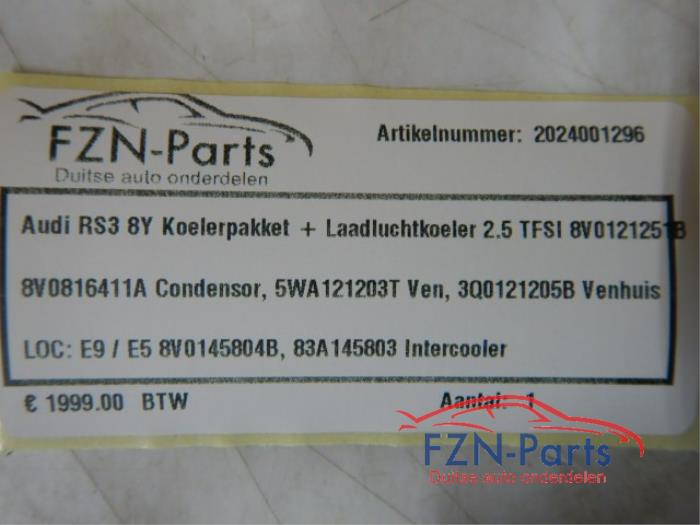 FZN-Parts
Duitse auto onderdelen
Artikelnummer: 2024001296
Audi RS3 8Y Koelerpakket + Laadluchtkoeler 2.5 TFSI 8V0121251B
8V0816411A Condensor, 5WA121203T Ven, 3Q0121205B Venhuis
LOC: E9 / E5 8V0145804B, 83A145803 Intercooler
€ 1999.00 BTW
Aantal: 1
FZN-Parts
Duitse auto onderdelen